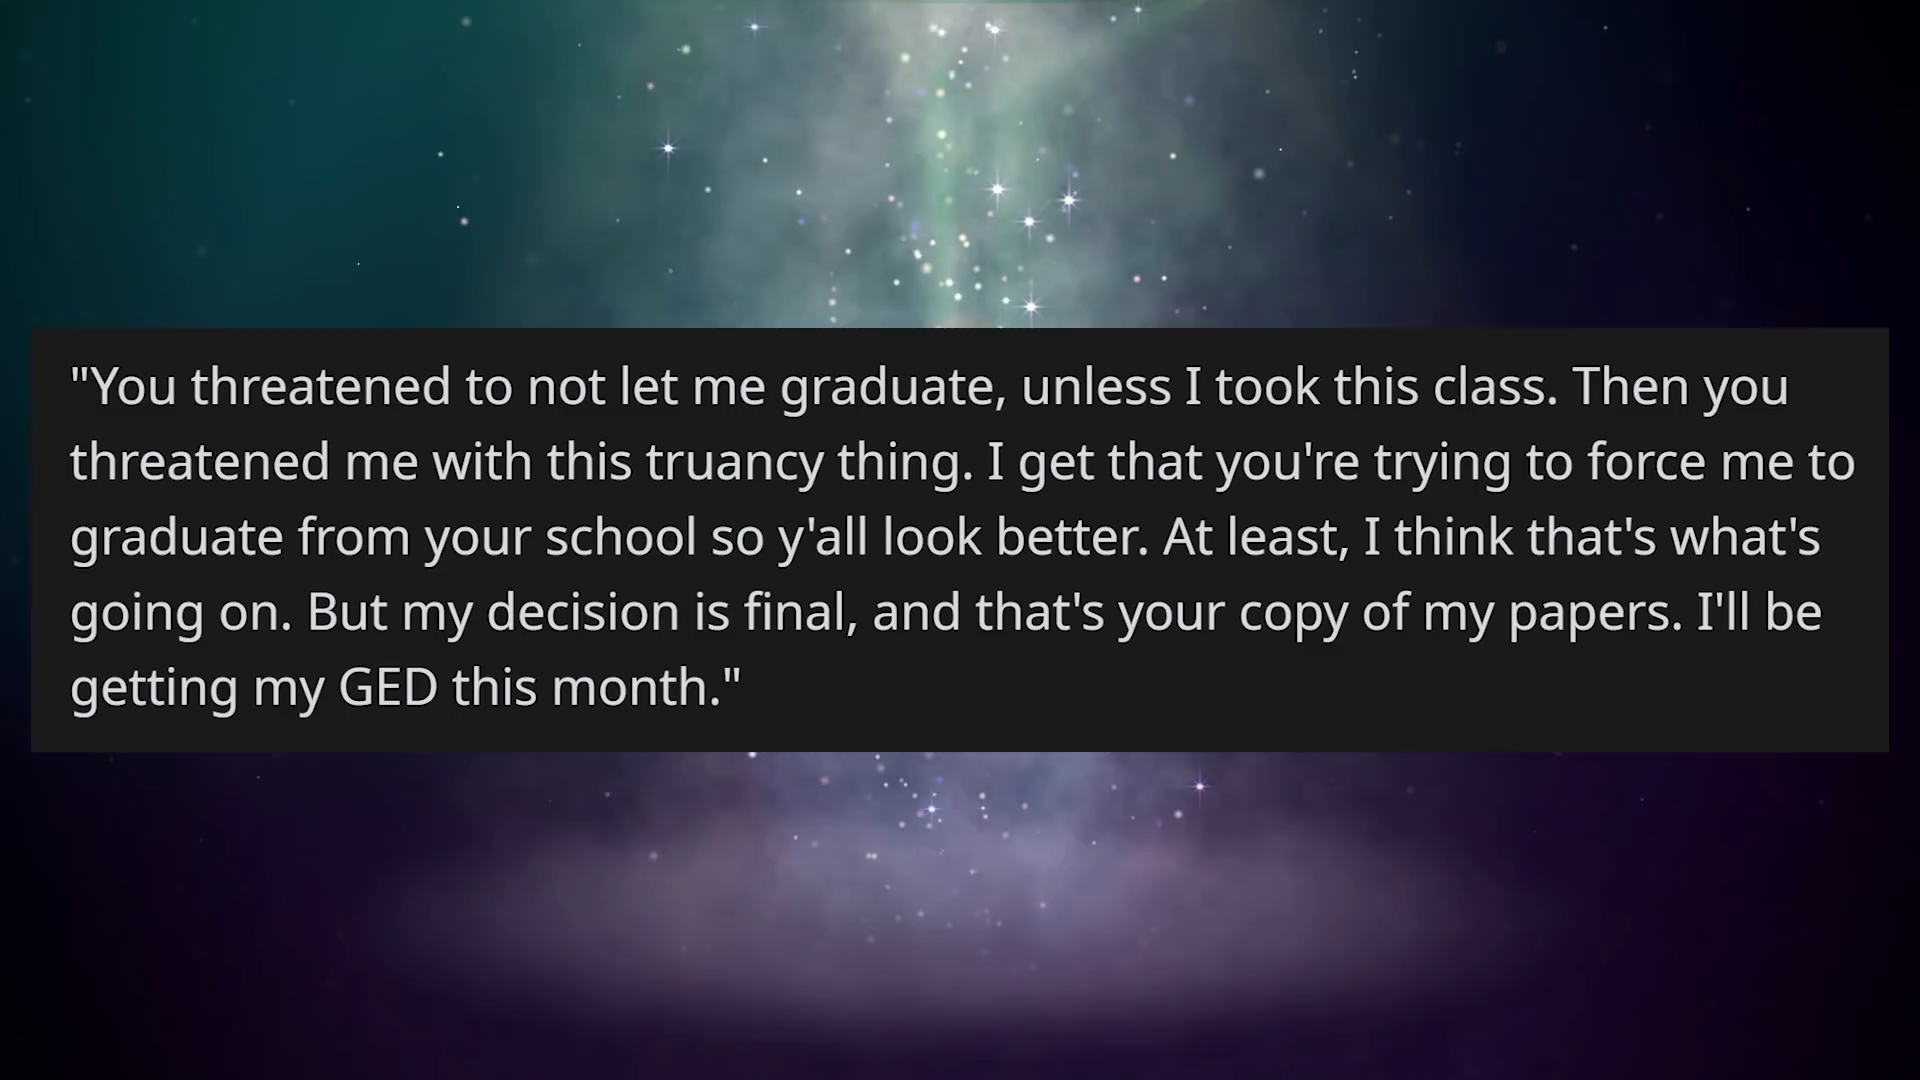 "You threatened to not let me graduate, unless I took this class. Then you
threatened me with this truancy thing. I get that you're trying to force me to
graduate from your school so y'all look better. At least, I think that's what's
going on. But my decision is final, and that's your copy of my papers. I'll be
getting my GED this month."